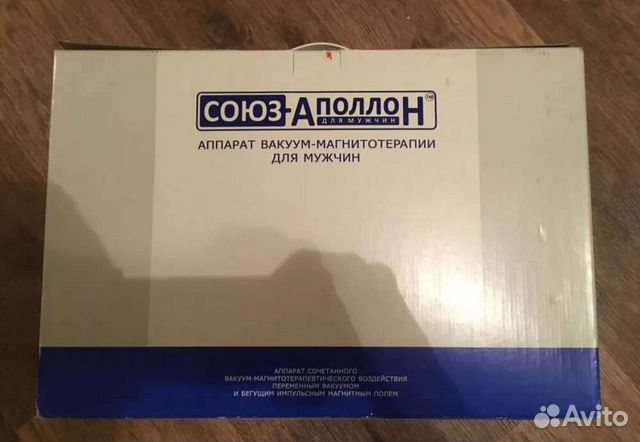 СОЮЗ-АПОЛЛОН™
ДЛЯ МУЖЧИН
АППАРАТ ВАКУУМ-МАГНИТОТЕРАПИИ
ДЛЯ МУЖЧИН
АППАРАТ СОЧЕТАННОГО
ВАКУУМ-МАГНИТОТЕРАПЕВТИЧЕСКОГО ВОЗДЕЙСТВИЯ
ПЕРЕМЕННЫМ ВАКУУМОМ
И БЕГУЩИМ ИМПУЛЬСНЫМ МАГНИТНЫМ ПОЛЕМ
Avito